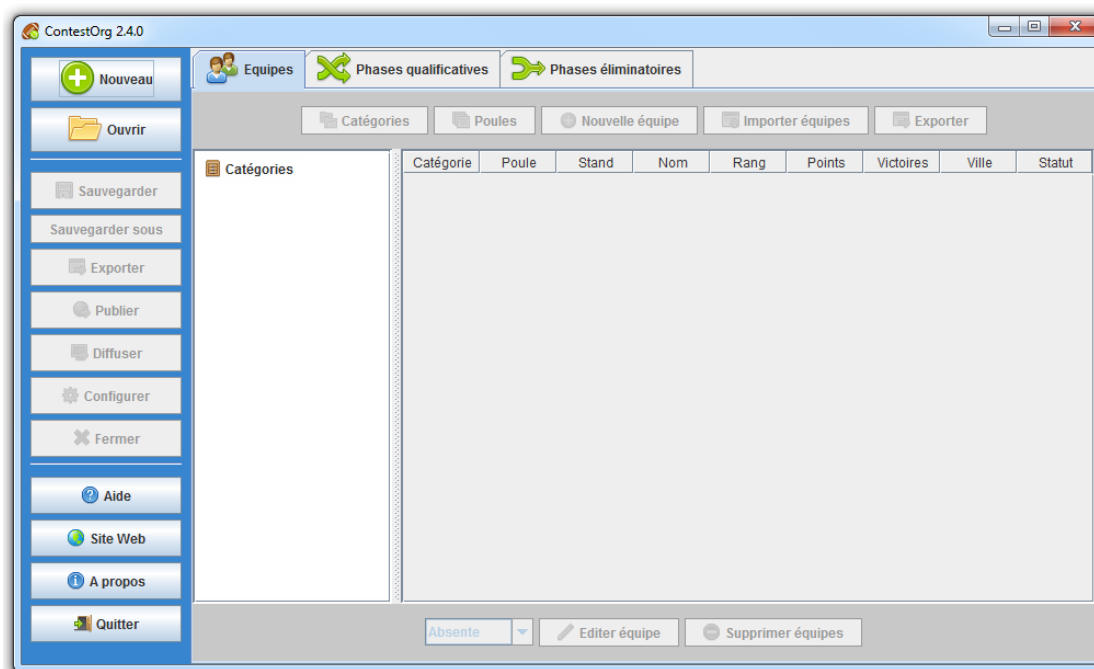 ContestOrg 2.4.0
Nouveau
Ouvrir
Sauvegarder
Sauvegarder sous
Exporter
Publier
Diffuser
Configurer
Fermer
Aide
Site Web
A propos
Quitter
Equipes Phases qualificatives Phases éliminatoires
Catégories Poules Nouvelle équipe Importer équipes Exporter
Catégories
Catégorie Poule Stand Nom Rang Points Victoires Ville Statut
Absente Editer équipe Supprimer équipes